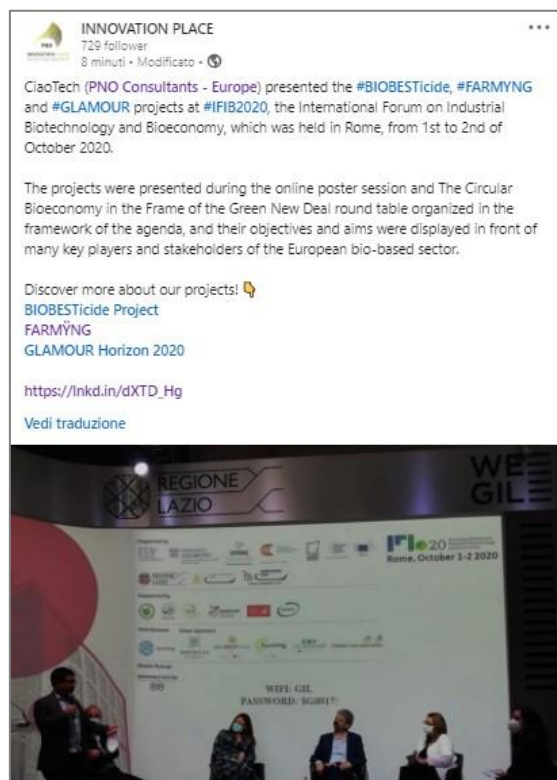 INNOVATION PLACE
729 follower
8 minuti • Modificato •
CiaoTech (PNO Consultants - Europe) presented the #BIOBESTicide, #FARMYNG
and #GLAMOUR projects at #IFIB2020, the International Forum on Industrial
Biotechnology and Bioeconomy, which was held in Rome, from 1st to 2nd of
October 2020.
The projects were presented during the online poster session and The Circular
Bioeconomy in the Frame of the Green New Deal round table organized in the
framework of the agenda, and their objectives and aims were displayed in front of
many key players and stakeholders of the European bio-based sector.
Discover more about our projects! 👇
BIOBESTicide Project
FARMŸNG
GLAMOUR Horizon 2020
https://lnkd.in/dXTD_Hg
Vedi traduzione
REGIONE
LAZIO
WE
GIL
20
Rome, October 1-2 2020
WIFI: GIL